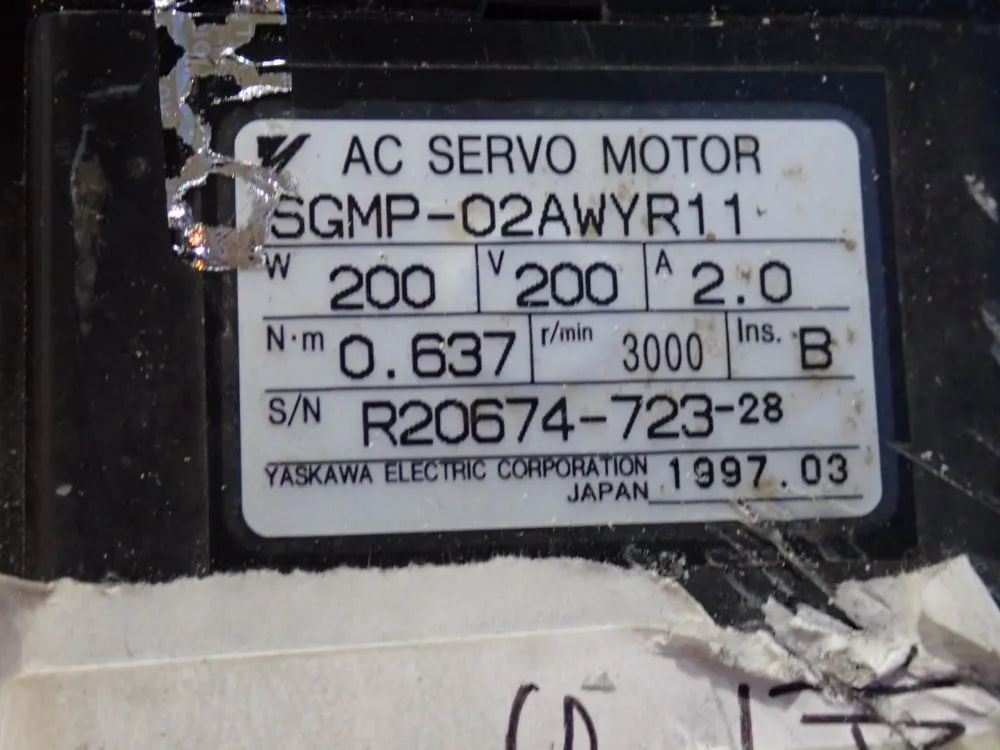 AC SERVO MOTOR
SGMP-02AWYR11
W 200 V 200 A 2.0
N·m 0.637 r/min 3000 Ins. B
S/N R20674-723-28
YASKAWA ELECTRIC CORPORATION 1997.03
JAPAN